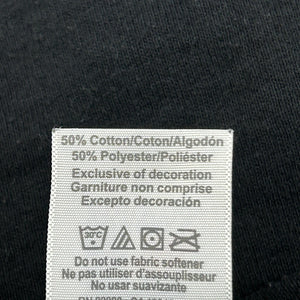 50% Cotton/Coton/Algodón
50% Polyester/Poliéster
Exclusive of decoration
Garniture non comprise
Excepto decoración
30°C
Do not use fabric softener
Ne pas utiliser d'assouplisseur
No usar suavizante